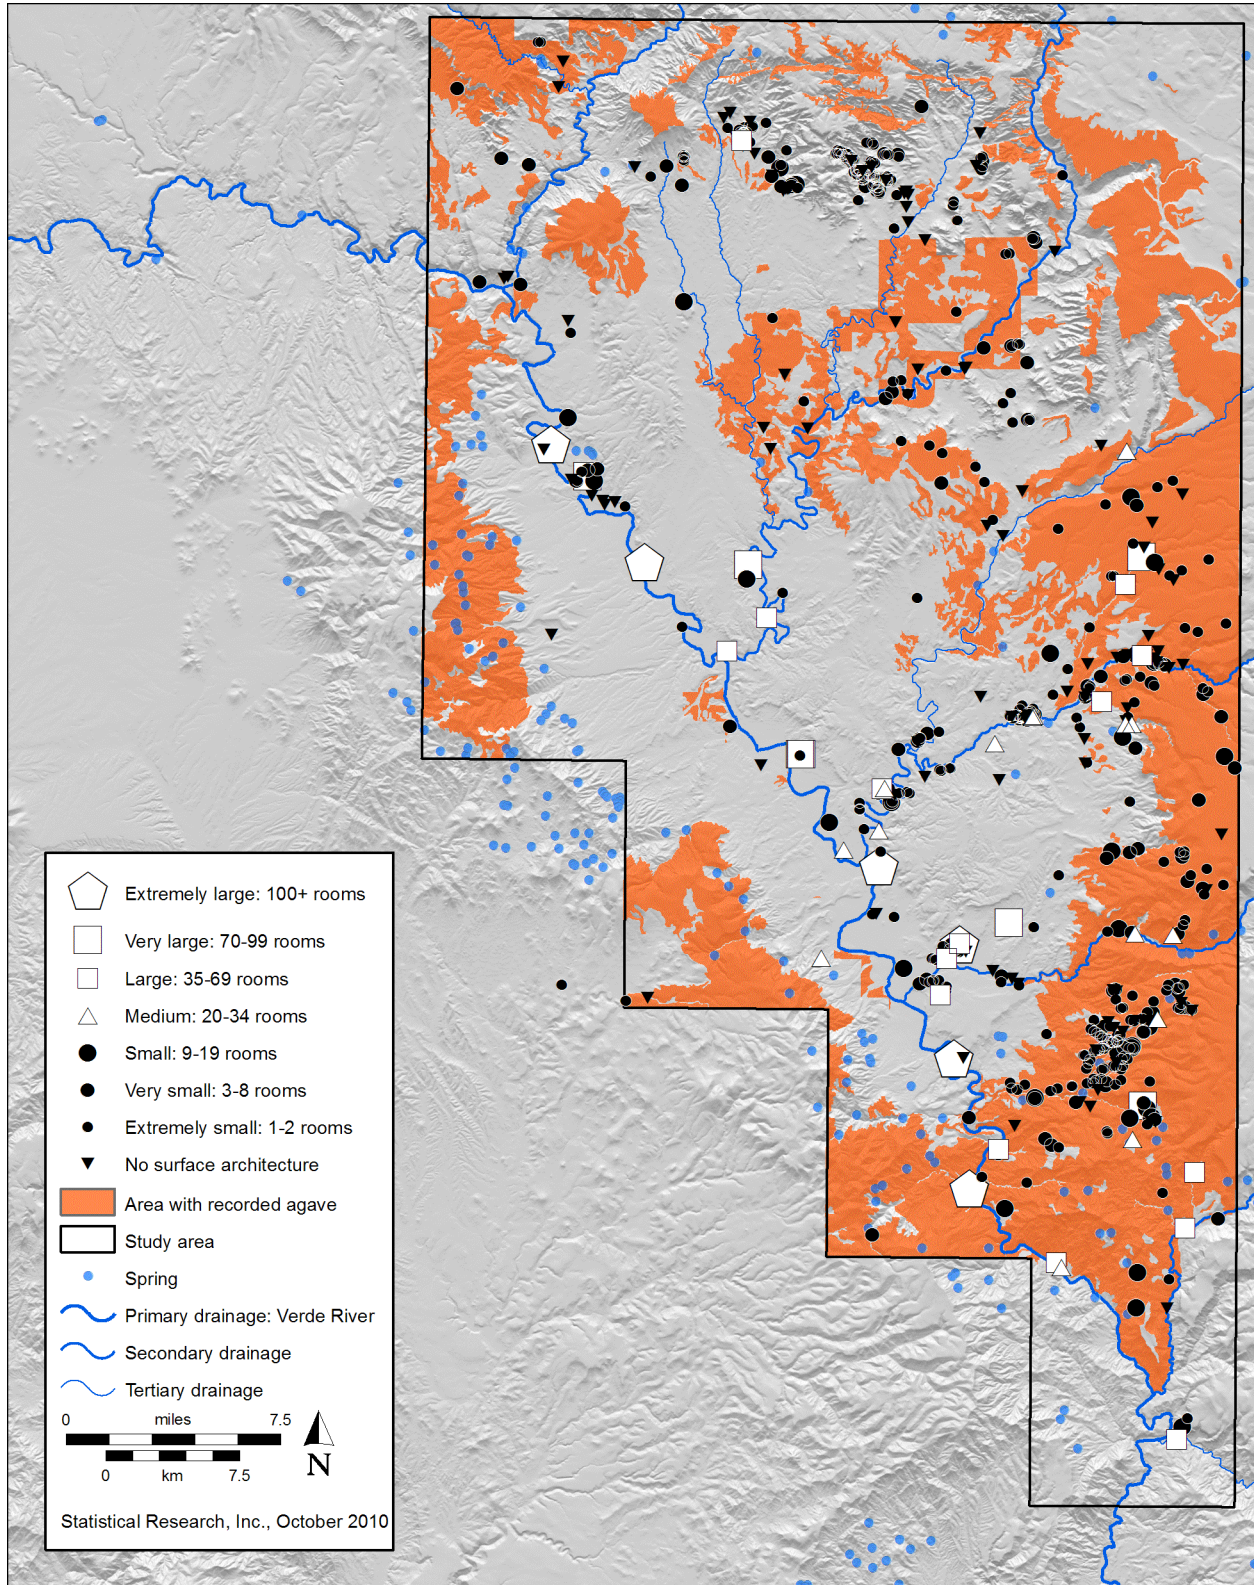 Extremely large: 100+ rooms
Very large: 70-99 rooms
Large: 35-69 rooms
Medium: 20-34 rooms
Small: 9-19 rooms
Very small: 3-8 rooms
Extremely small: 1-2 rooms
No surface architecture
Area with recorded agave
Study area
Spring
Primary drainage: Verde River
Secondary drainage
Tertiary drainage
0 miles 7.5
0 km 7.5
N
Statistical Research, Inc., October 2010